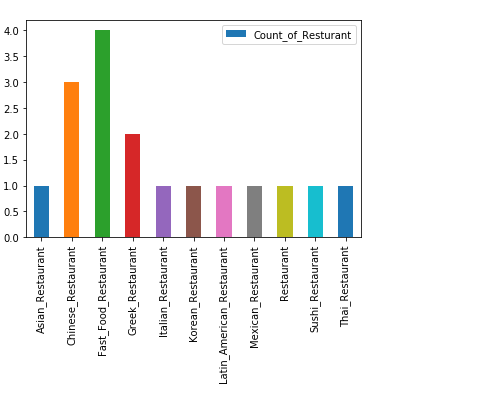 Count_of_Resturant
4.0
3.5
3.0
2.5
2.0
1.5
1.0
0.5
0.0
Asian_Restaurant
Chinese_Restaurant
Fast_Food_Restaurant
Greek_Restaurant
Italian_Restaurant
Korean_Restaurant
Latin_American_Restaurant
Mexican_Restaurant
Restaurant
Sushi_Restaurant
Thai_Restaurant